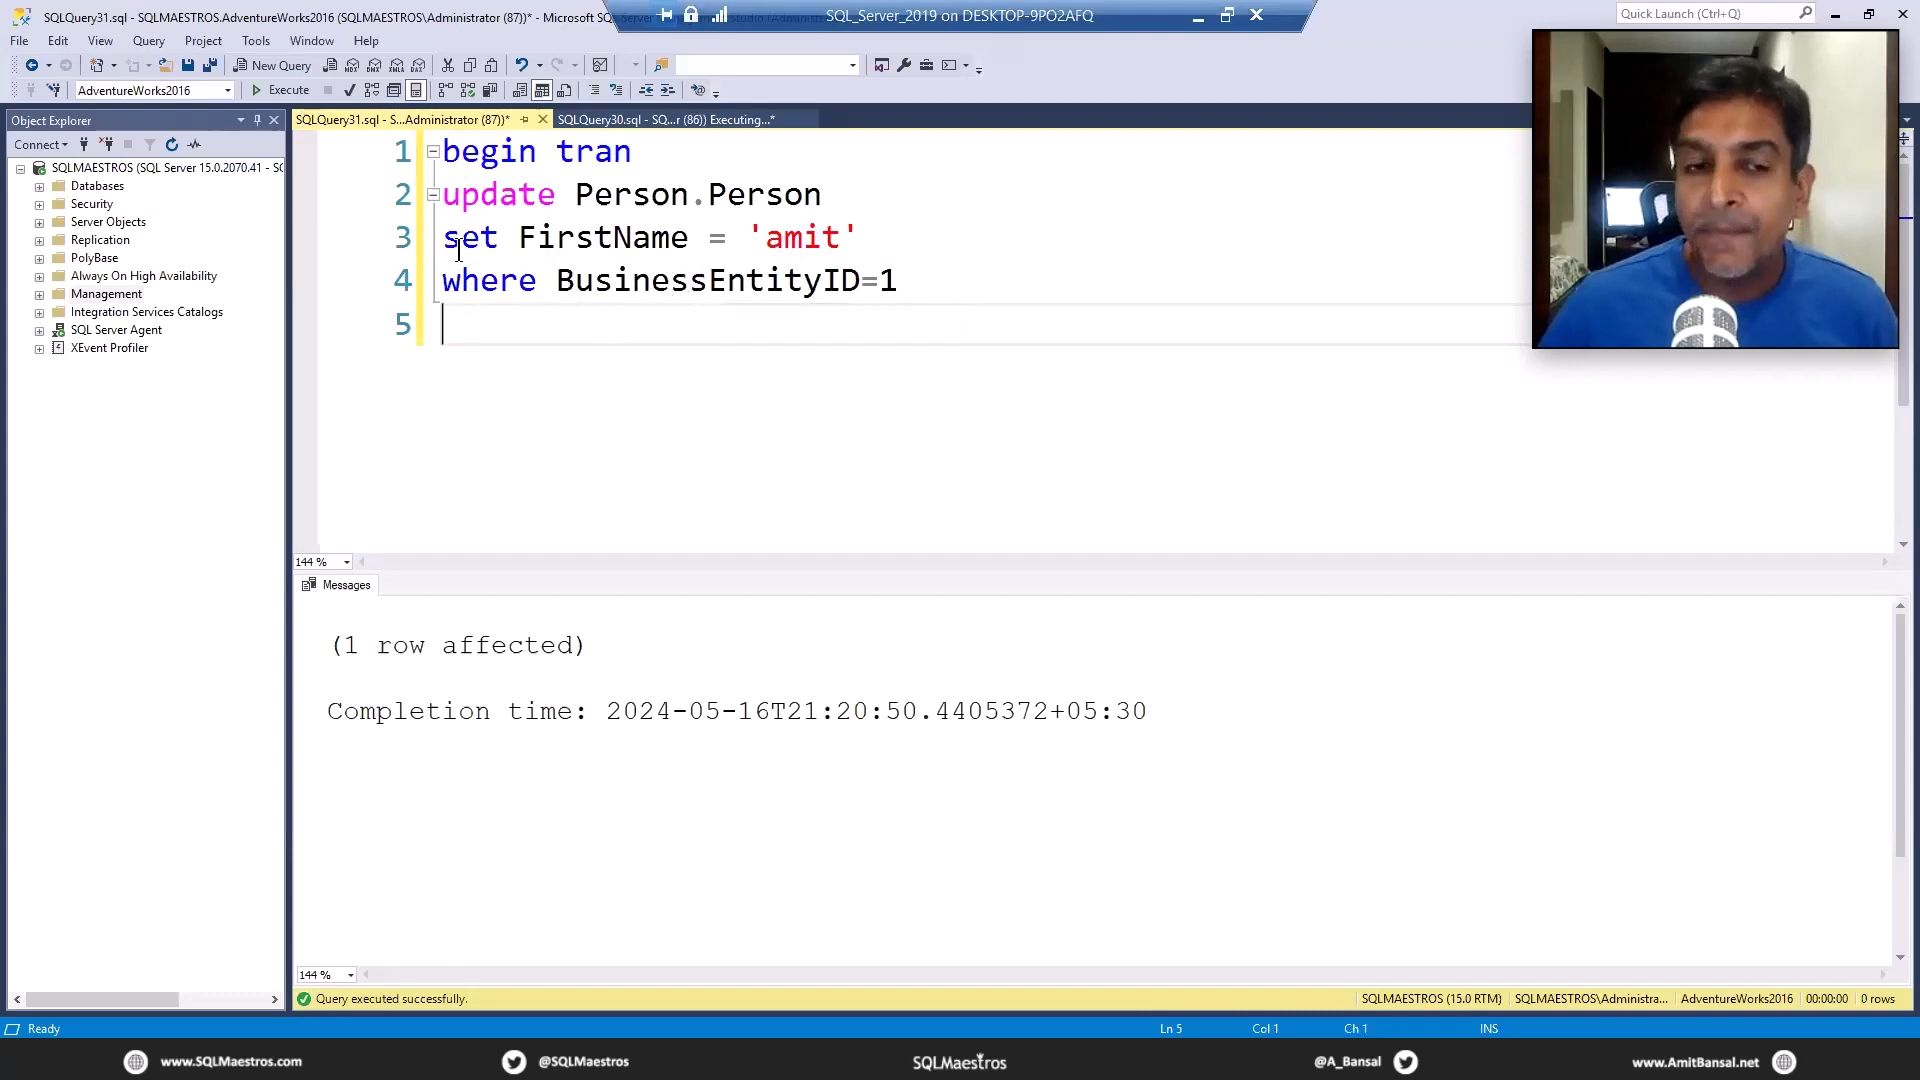 SQLQuery31.sql - SQLMAESTROS.AdventureWorks2016 (SQLMAESTROS\Administrator (87))* - Microsoft SQL Server Management Studio (Administrator)
SQL_Server_2019 on DESKTOP-9PO2AFQ
Quick Launch (Ctrl+Q)
File Edit View Query Project Tools Window Help
New Query
AdventureWorks2016
Execute
Object Explorer
SQLQuery31.sql - S...Administrator (87))*
SQLQuery30.sql - SQ...r (86)) Executing...*
Connect
SQLMAESTROS (SQL Server 15.0.2070.41 - SQ
Databases
Security
Server Objects
Replication
PolyBase
Always On High Availability
Management
Integration Services Catalogs
SQL Server Agent
XEvent Profiler
1 begin tran
2 update Person.Person
3 set FirstName = 'amit'
4 where BusinessEntityID=1
5
144 %
Messages
(1 row affected)
Completion time: 2024-05-16T21:20:50.4405372+05:30
144 %
Query executed successfully.
SQLMAESTROS (15.0 RTM) SQLMAESTROS\Administra... AdventureWorks2016 00:00:00 0 rows
Ready
Ln 5 Col 1 Ch 1 INS
www.SQLMaestros.com @SQLMaestros SQLMaestros @A_Bansal www.AmitBansal.net